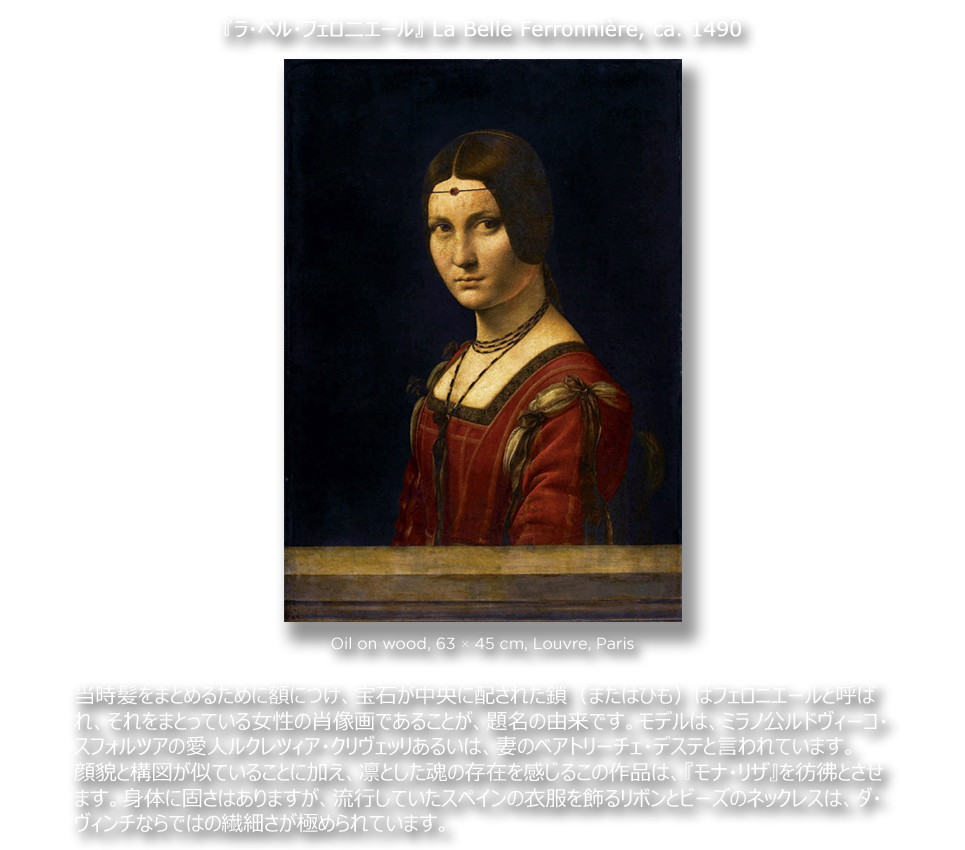 『ラ・ベル・フェロニエール』 La Belle Ferronnière, ca. 1490
Oil on wood, 63 × 45 cm, Louvre, Paris
当時髪をまとめるために額につけ、宝石が中央に配された鎖（またはひも）はフェロニエールと呼ば
れ、それをまとっている女性の肖像画であることが、題名の由来です。モデルは、ミラノ公ルドヴィーコ・
スフォルツアの愛人ルクレツィア・クリヴェッリあるいは、妻のベアトリーチェ・デステと言われています。
顔貌と構図が似ていることに加え、凛とした魂の存在を感じるこの作品は、『モナ・リザ』を彷彿とさせ
ます。身体に固さはありますが、流行していたスペインの衣服を飾るリボンとビーズのネックレスは、ダ・
ヴィンチならではの繊細さが極められています。